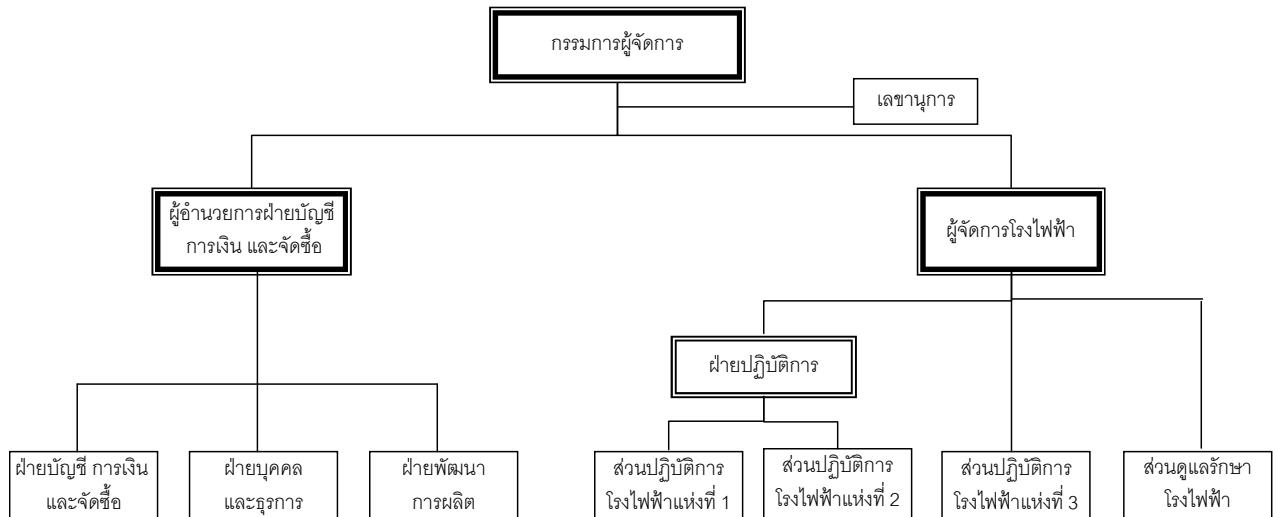 กรรมการผู้จัดการ
เลขานุการ
ผู้อำนวยการฝ่ายบัญชี
การเงิน และจัดซื้อ
ผู้จัดการโรงไฟฟ้า
ฝ่ายปฏิบัติการ
ฝ่ายบัญชี การเงิน
และจัดซื้อ
ฝ่ายบุคคล
และธุรการ
ฝ่ายพัฒนา
การผลิต
ส่วนปฏิบัติการ
โรงไฟฟ้าแห่งที่ 1
ส่วนปฏิบัติการ
โรงไฟฟ้าแห่งที่ 2
ส่วนปฏิบัติการ
โรงไฟฟ้าแห่งที่ 3
ส่วนดูแลรักษา
โรงไฟฟ้า